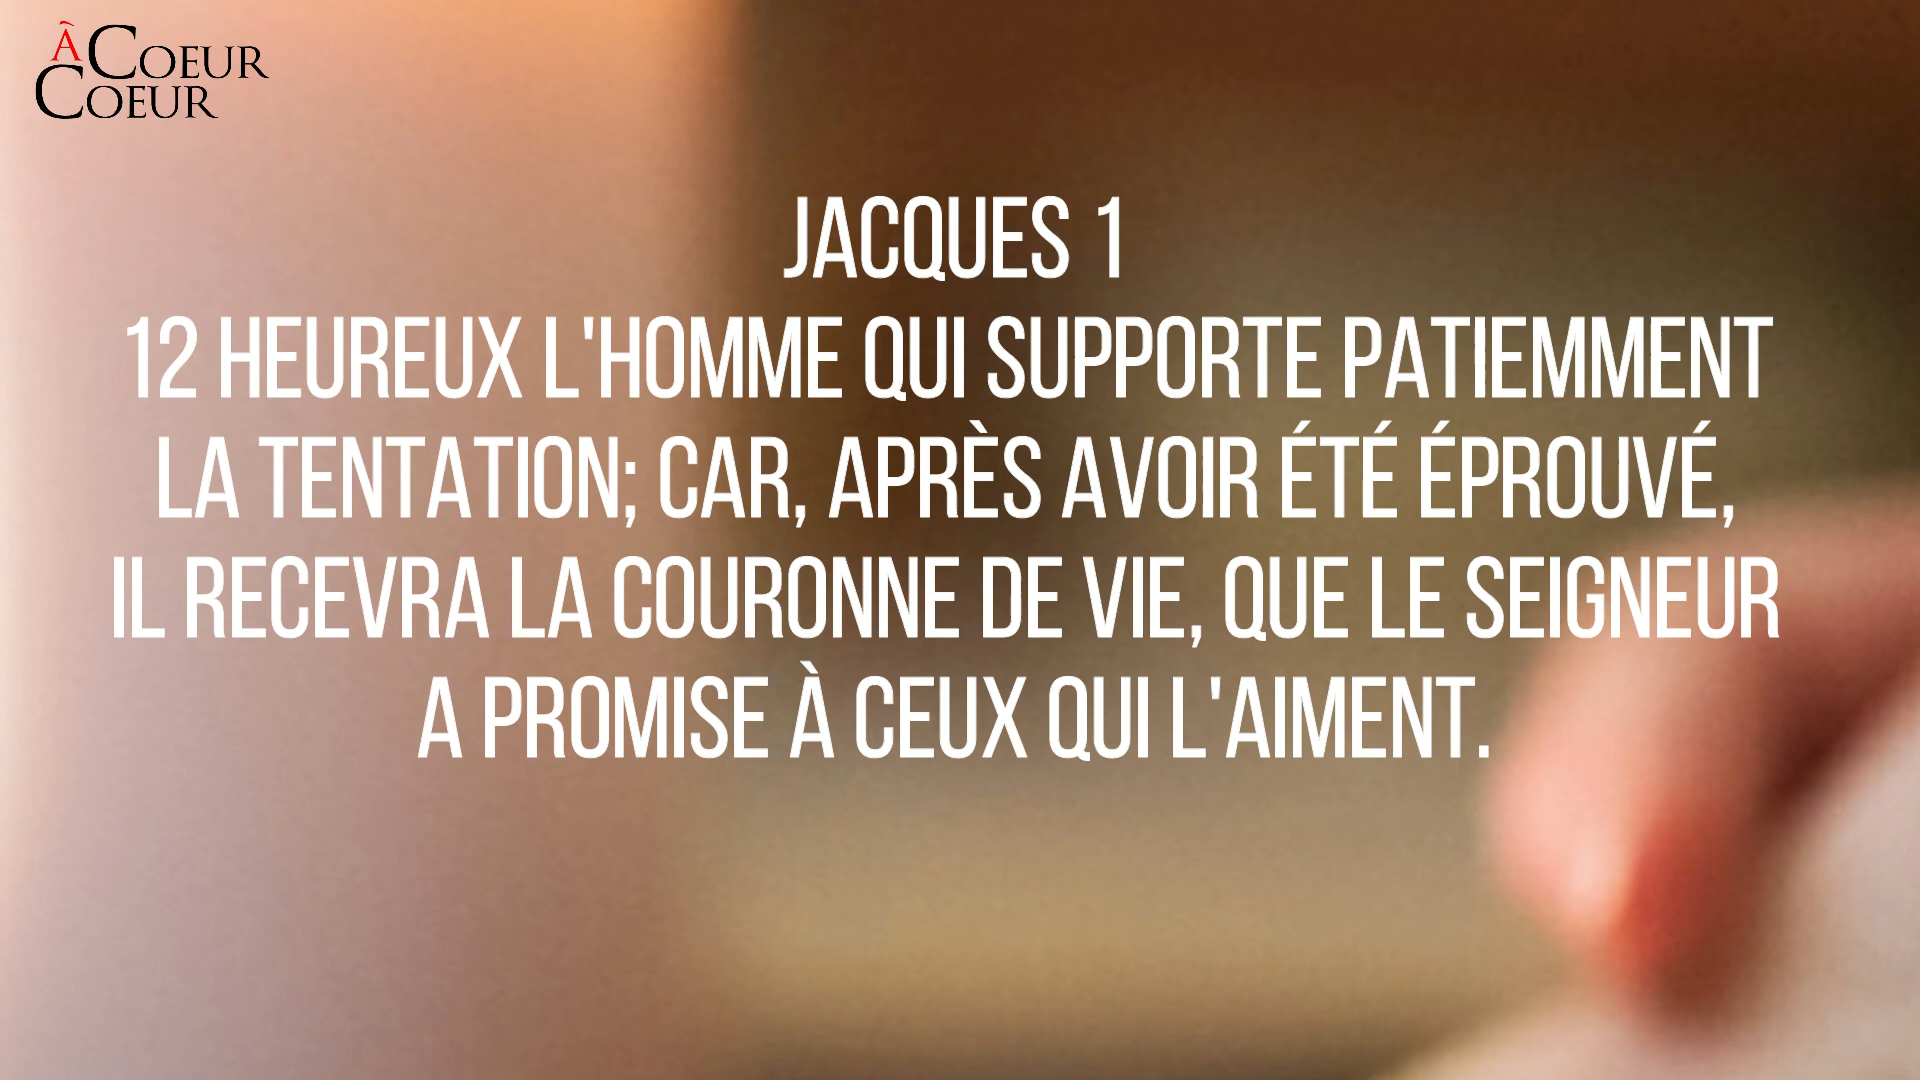 À COEUR
COEUR
JACQUES 1
12 HEUREUX L'HOMME QUI SUPPORTE PATIEMMENT
LA TENTATION; CAR, APRÈS AVOIR ÉTÉ ÉPROUVÉ,
IL RECEVRA LA COURONNE DE VIE, QUE LE SEIGNEUR
A PROMISE À CEUX QUI L'AIMENT.